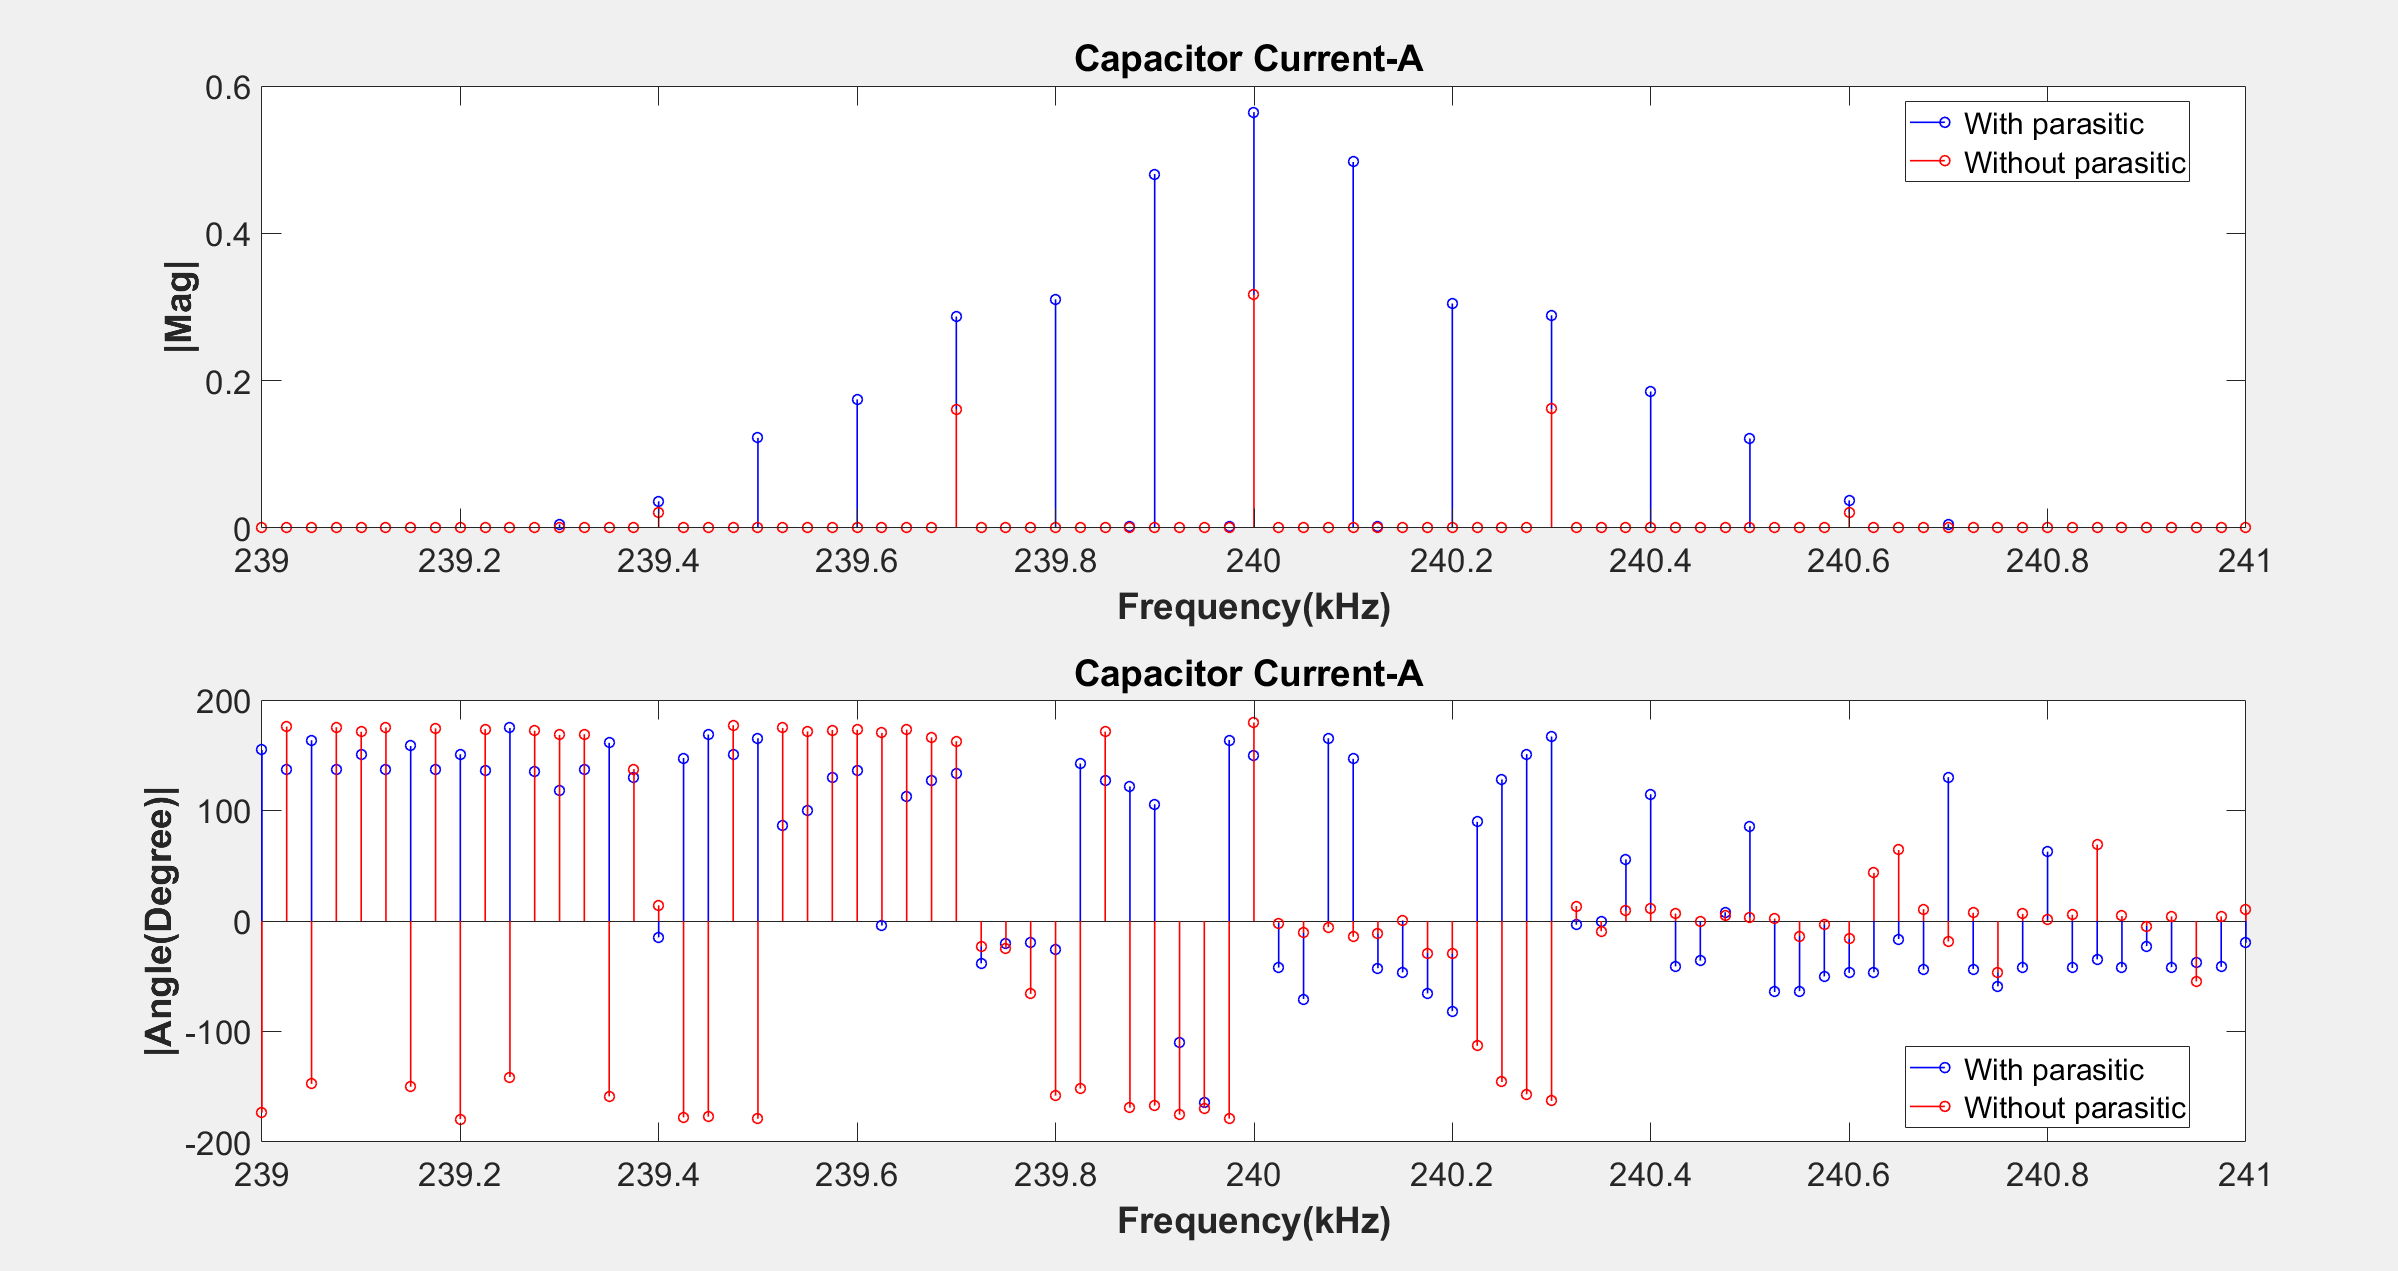 Capacitor Current-A
0.6
0.4
0.2
0
|Mag|
With parasitic
Without parasitic
239 239.2 239.4 239.6 239.8 240 240.2 240.4 240.6 240.8 241
Frequency(kHz)
Capacitor Current-A
200
100
0
-100
-200
|Angle(Degree)|
With parasitic
Without parasitic
239 239.2 239.4 239.6 239.8 240 240.2 240.4 240.6 240.8 241
Frequency(kHz)